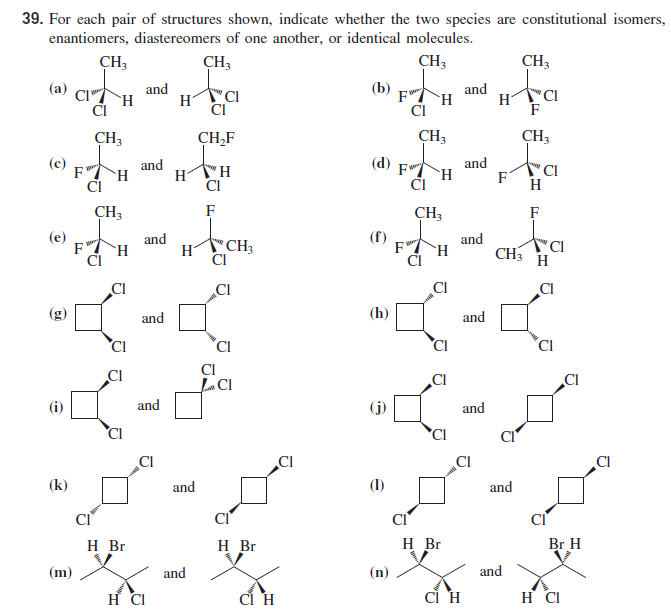 39. For each pair of structures shown, indicate whether the two species are constitutional isomers,
enantiomers, diastereomers of one another, or identical molecules.
CH3 CH3 CH3 CH3
(a) Cl H Cl and H Cl Cl (b) F H Cl and H Cl F
CH3 CH2F CH3 CH3
(c) F H Cl and H H Cl (d) F H Cl and F Cl H
CH3 F CH3 F
(e) F H Cl and H CH3 Cl (f) F H Cl and CH3 Cl H
Cl Cl Cl Cl
(g) and (h) and
Cl Cl Cl Cl
Cl Cl Cl Cl Cl
(i) and (j) and
Cl Cl Cl
Cl Cl Cl Cl
(k) and (l) and
Cl Cl Cl Cl
H Br H Br H Br Br H
(m) and (n) and
H Cl Cl H Cl H H Cl